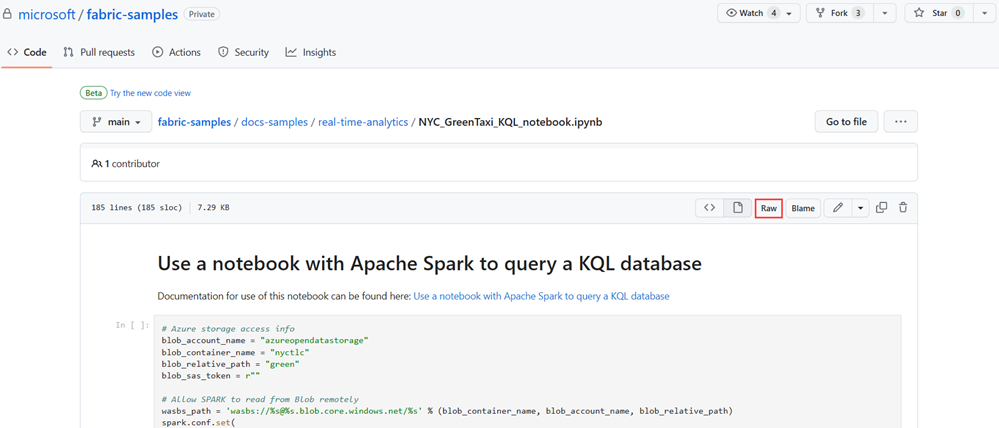 microsoft / fabric-samples Private Watch 4 Fork 3 Star 0
Code Pull requests Actions Security Insights
Beta Try the new code view
main fabric-samples / docs-samples / real-time-analytics / NYC_GreenTaxi_KQL_notebook.ipynb Go to file ...
1 contributor
185 lines (185 sloc) 7.29 KB <> Raw Blame
Use a notebook with Apache Spark to query a KQL database
Documentation for use of this notebook can be found here: Use a notebook with Apache Spark to query a KQL database
In [ ]:
# Azure storage access info
blob_account_name = "azureopendatastorage"
blob_container_name = "nyctlc"
blob_relative_path = "green"
blob_sas_token = r""
# Allow SPARK to read from Blob remotely
wasbs_path = 'wasbs://%s@%s.blob.core.windows.net/%s' % (blob_container_name, blob_account_name, blob_relative_path)
spark.conf.set(